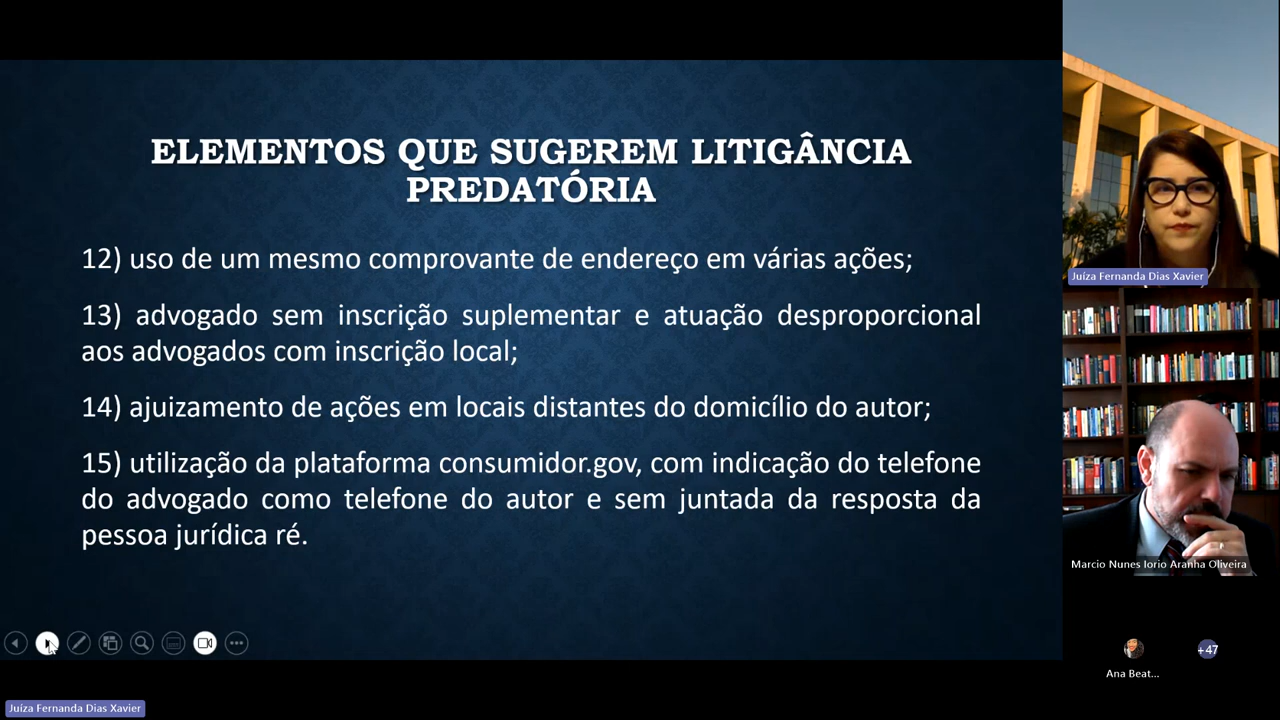 ELEMENTOS QUE SUGEREM LITIGÂNCIA
PREDATÓRIA
12) uso de um mesmo comprovante de endereço em várias ações;
13) advogado sem inscrição suplementar e atuação desproporcional
aos advogados com inscrição local;
14) ajuizamento de ações em locais distantes do domicílio do autor;
15) utilização da plataforma consumidor.gov, com indicação do telefone
do advogado como telefone do autor e sem juntada da resposta da
pessoa jurídica ré.
Juíza Fernanda Dias Xavier
Juíza Fernanda Dias Xavier
Marcio Nunes Iorio Aranha Oliveira
+47
Ana Beat...